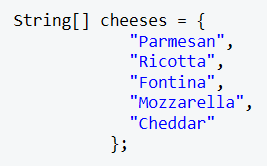 String[] cheeses = {
"Parmesan",
"Ricotta",
"Fontina",
"Mozzarella",
"Cheddar"
};